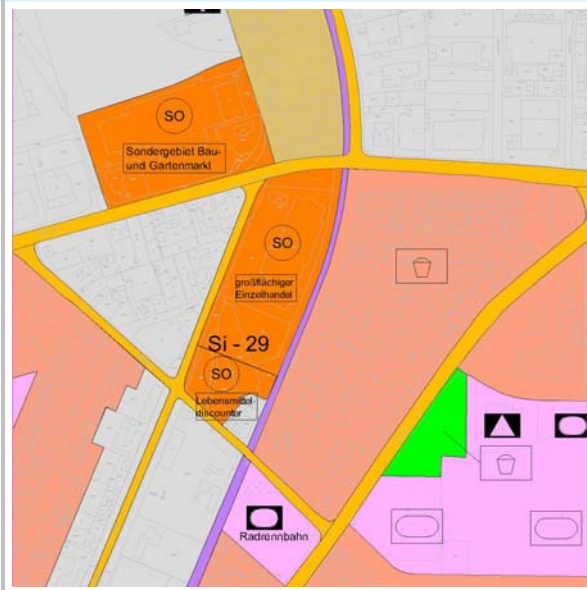 SO
Sondergebiet Bau-
und Gartenmarkt
SO
großflächiger
Einzelhandel
Si - 29
SO
Lebensmittel-
discounter
Radrennbahn